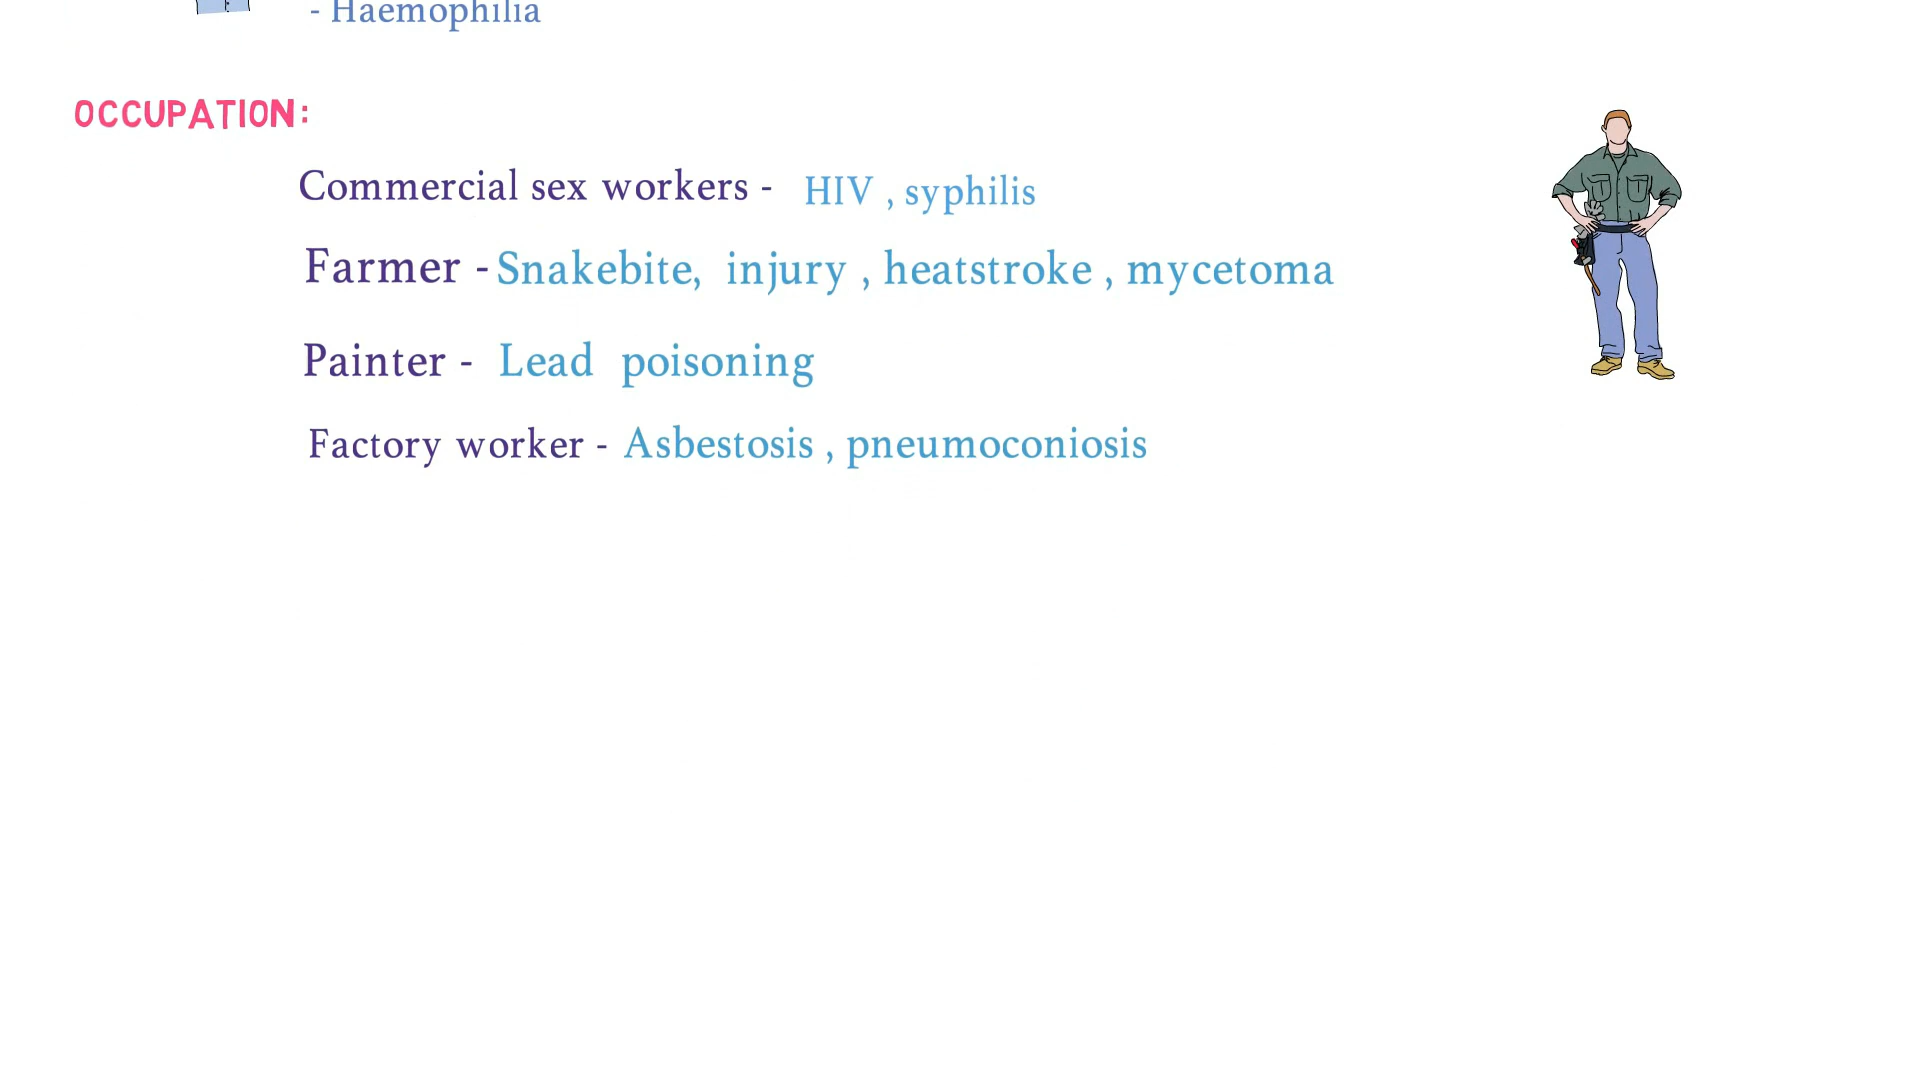 - Haemophilia
OCCUPATION:
Commercial sex workers - HIV , syphilis
Farmer - Snakebite, injury , heatstroke , mycetoma
Painter - Lead poisoning
Factory worker - Asbestosis , pneumoconiosis